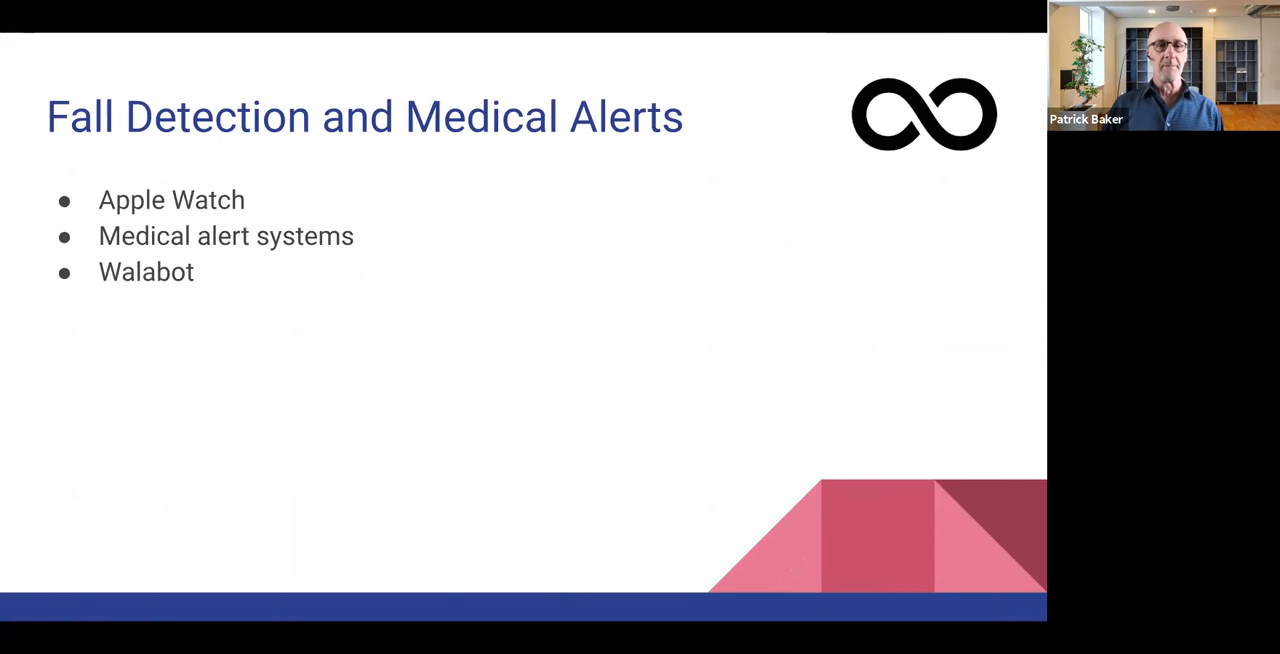 Fall Detection and Medical Alerts
● Apple Watch
● Medical alert systems
● Walabot
Patrick Baker